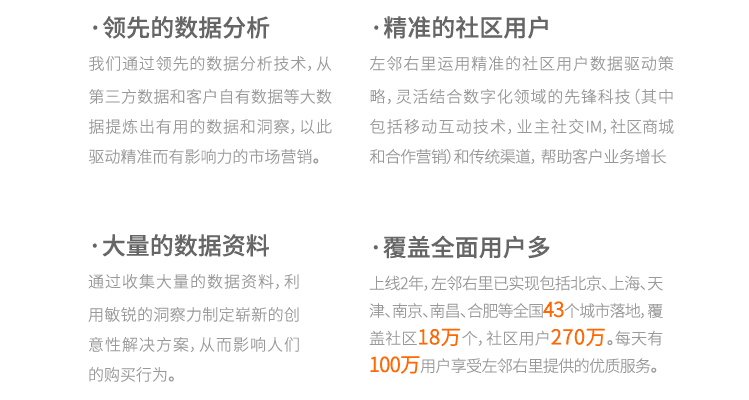 ·领先的数据分析
我们通过领先的数据分析技术，从
第三方数据和客户自有数据等大数
据提炼出有用的数据和洞察，以此
驱动精准而有影响力的市场营销。
·精准的社区用户
左邻右里运用精准的社区用户数据驱动策
略，灵活结合数字化领域的先锋科技（其中
包括移动互动技术，业主社交IM，社区商城
和合作营销）和传统渠道，帮助客户业务增长
·大量的数据资料
通过收集大量的数据资料，利
用敏锐的洞察力制定崭新的创
意性解决方案，从而影响人们
的购买行为。
·覆盖全面用户多
上线2年，左邻右里已实现包括北京、上海、天
津、南京、南昌、合肥等全国43个城市落地，覆
盖社区18万个，社区用户270万。每天有
100万用户享受左邻右里提供的优质服务。